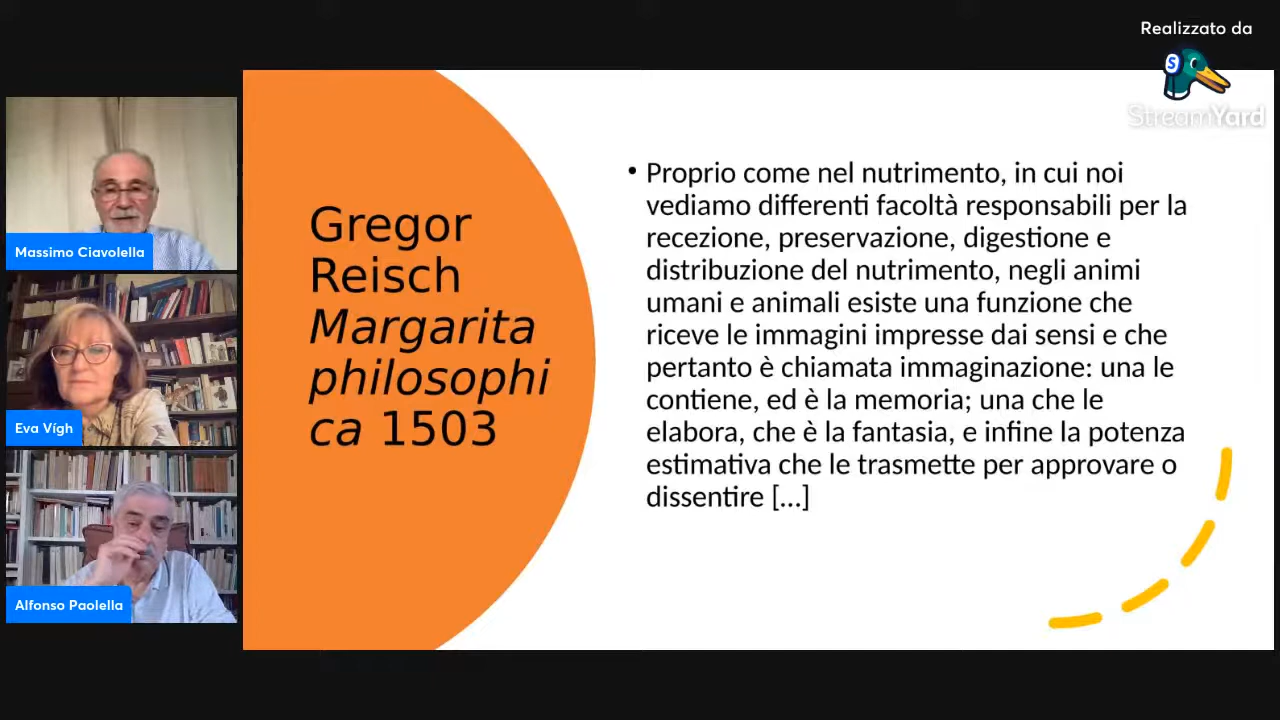 Realizzato da
StreamYard
Massimo Ciavolella
Eva Vígh
Alfonso Paolella
Gregor
Reisch
Margarita
philosophi
ca 1503
• Proprio come nel nutrimento, in cui noi
vediamo differenti facoltà responsabili per la
recezione, preservazione, digestione e
distribuzione del nutrimento, negli animi
umani e animali esiste una funzione che
riceve le immagini impresse dai sensi e che
pertanto è chiamata immaginazione: una le
contiene, ed è la memoria; una che le
elabora, che è la fantasia, e infine la potenza
estimativa che le trasmette per approvare o
dissentire [...]